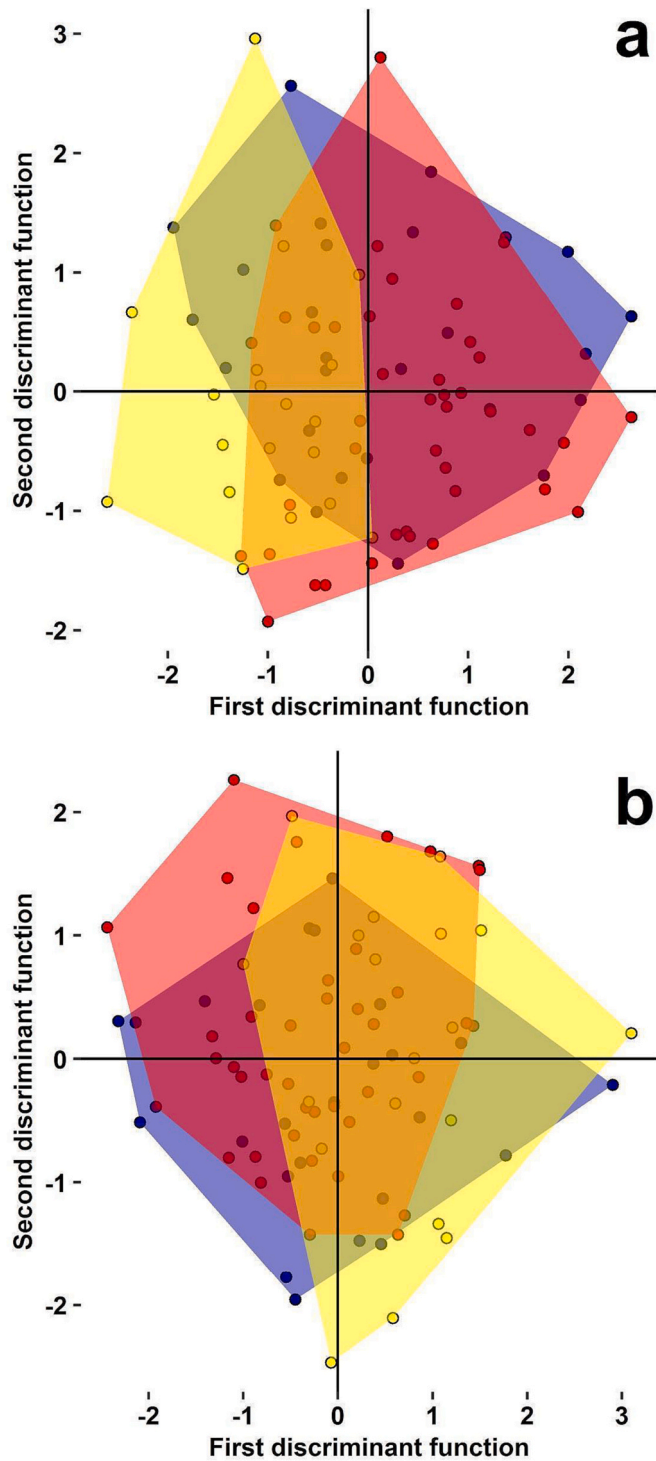 a
3
2
1
0
-1
-2
Second discriminant function
-2 -1 0 1 2
First discriminant function
b
2
1
0
-1
-2
Second discriminant function
-2 -1 0 1 2 3
First discriminant function